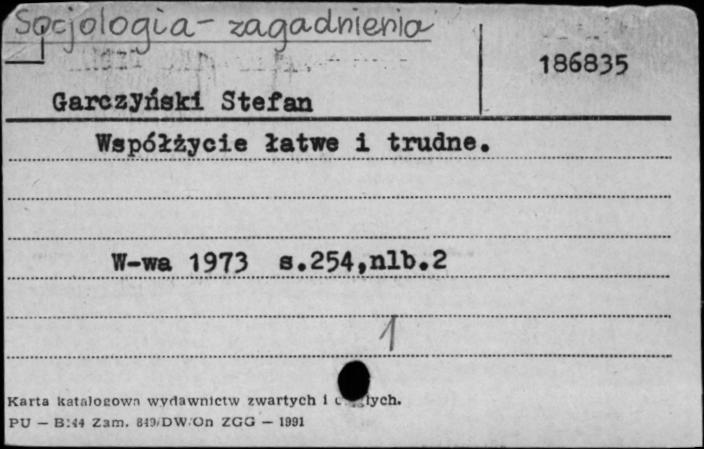 Socjologia - zagadnienia
186835
Garczyński Stefan
Współżycie łatwe i trudne.
W-wa 1973 s.254,nlb.2
1
Karta katalogowa wydawnictw zwartych i
PU — B:44 Zam. 849/DW/On ZGG — 1991